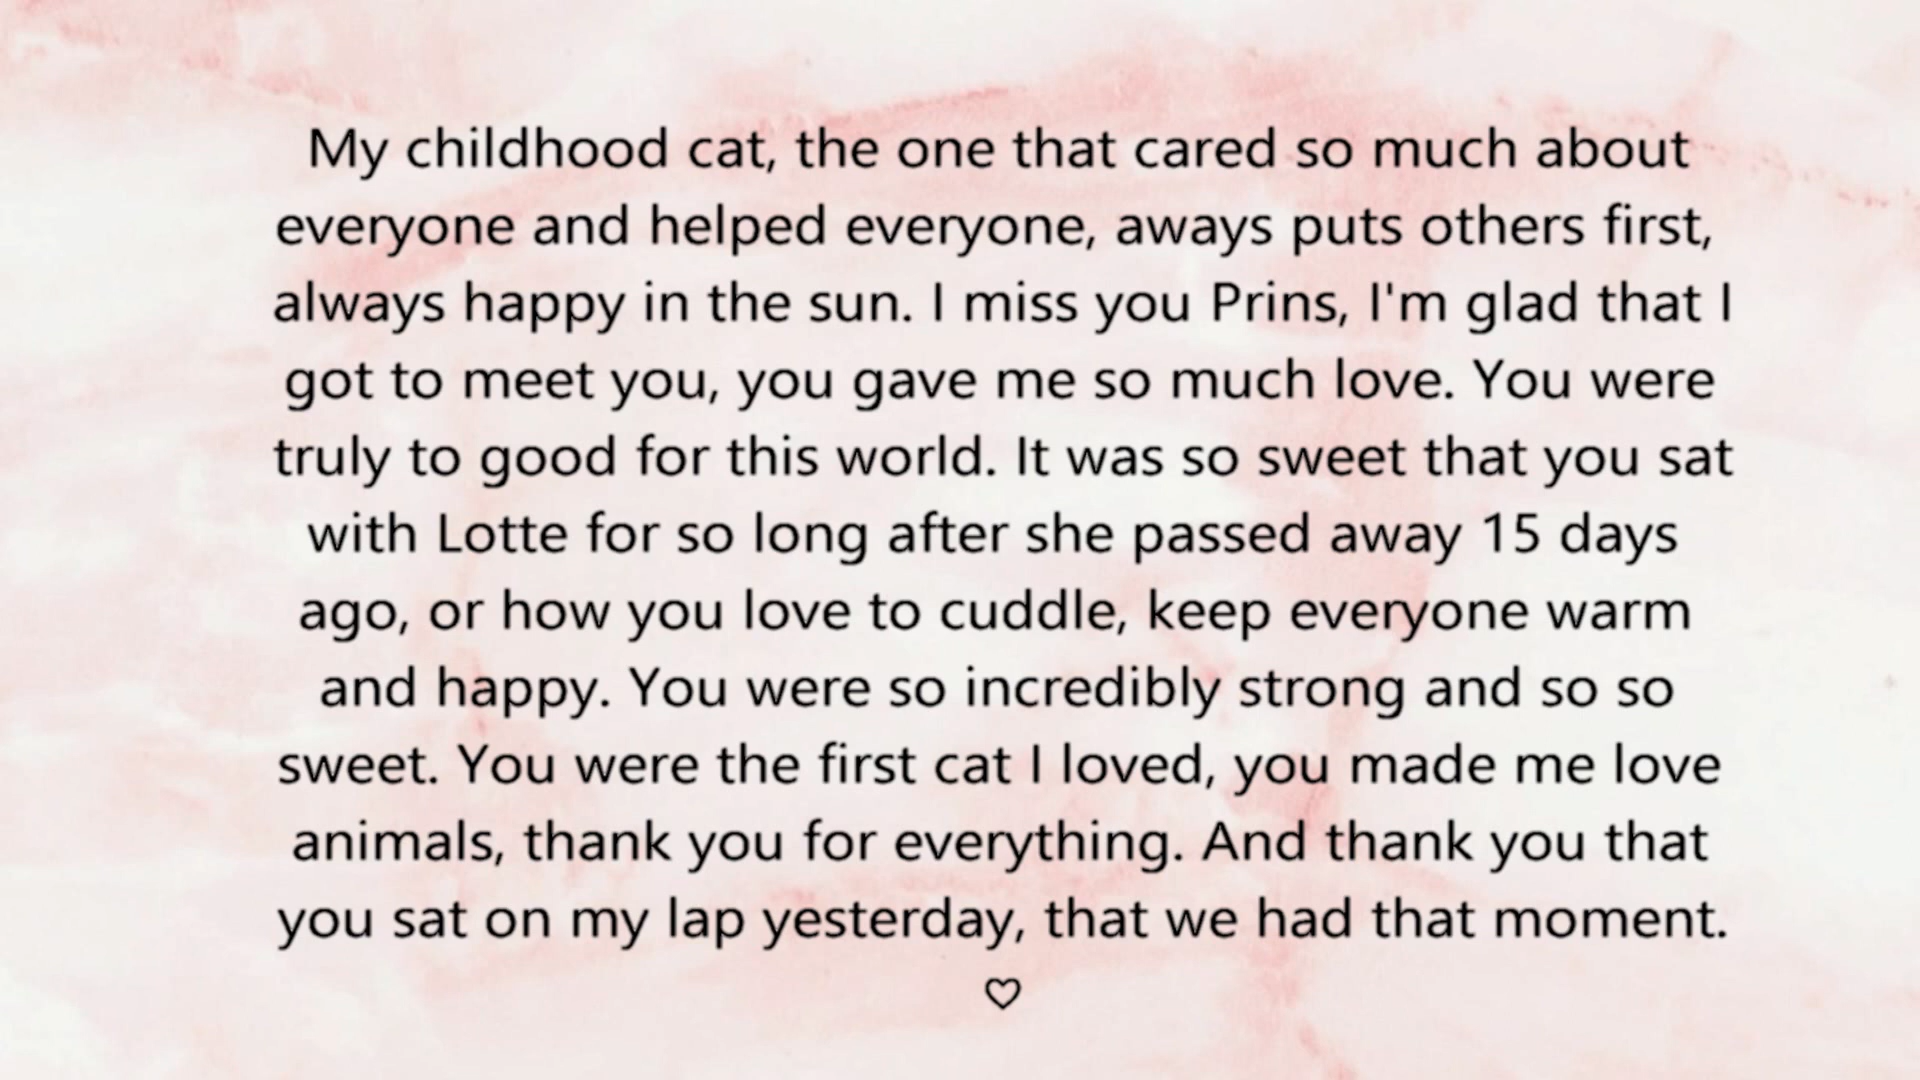 My childhood cat, the one that cared so much about
everyone and helped everyone, aways puts others first,
always happy in the sun. I miss you Prins, I'm glad that I
got to meet you, you gave me so much love. You were
truly to good for this world. It was so sweet that you sat
with Lotte for so long after she passed away 15 days
ago, or how you love to cuddle, keep everyone warm
and happy. You were so incredibly strong and so so
sweet. You were the first cat I loved, you made me love
animals, thank you for everything. And thank you that
you sat on my lap yesterday, that we had that moment.
♡